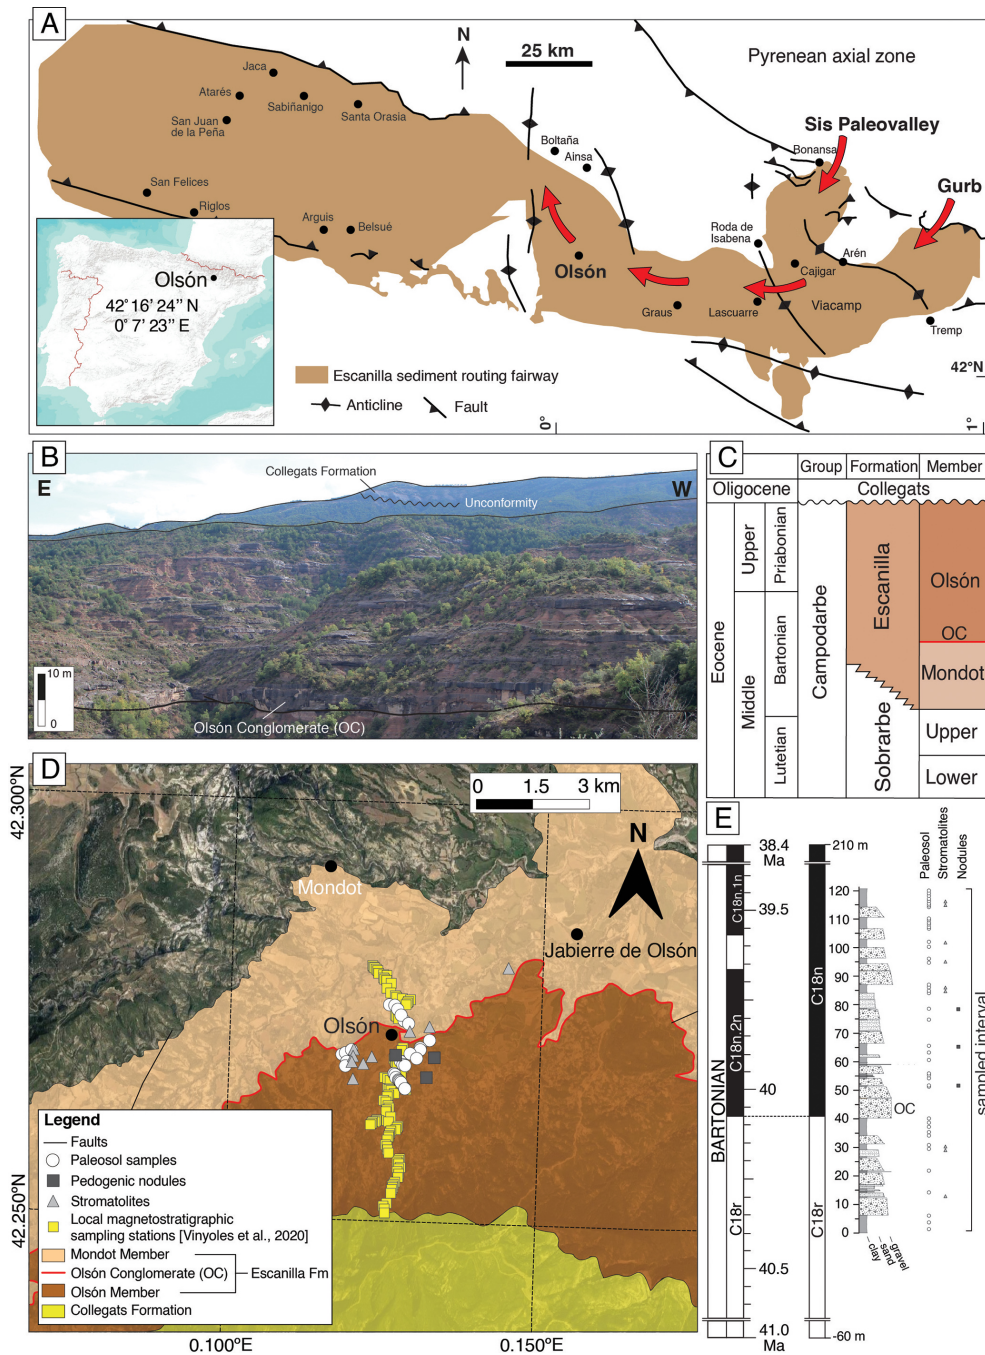 A
N
25 km
Pyrenean axial zone
Jaca
Atarés
Sabiñanigo
Santa Orasia
San Juan
de la Peña
Boltaña
Ainsa
Sis Paleovalley
Bonansa
Gurb
San Felices
Riglos
Arguis
Belsué
Roda de
Isabena
Arén
Cajigar
Olsón
Graus
Lascuarre
Viacamp
Tremp
Olsón
42° 16' 24'' N
0° 7' 23'' E
Escanilla sediment routing fairway
Anticline
Fault
42°N
0°
1°
B
E
W
Collegats Formation
Unconformity
10 m
0
Olsón Conglomerate (OC)
C
Group
Formation
Member
Oligocene
Collegats
Eocene
Upper
Priabonian
Middle
Bartonian
Lutetian
Campodarbe
Escanilla
Sobrarbe
Olsón
OC
Mondot
Upper
Lower
D
42.300°N
42.250°N
0
1.5
3 km
N
Mondot
Jabierre de Olsón
Olsón
Legend
Faults
Paleosol samples
Pedogenic nodules
Stromatolites
Local magnetostratigraphic
sampling stations [Vinyoles et al., 2020]
Mondot Member
Olsón Conglomerate (OC)
Escanilla Fm
Olsón Member
Collegats Formation
0.100°E
0.150°E
E
38.4
Ma
39.5
40
40.5
41.0
Ma
BARTONIAN
C18n.1n
C18n.2n
C18r
C18n
C18r
210 m
-60 m
120
110
100
90
80
70
60
50
40
30
20
10
0
OC
clay
sand
gravel
Paleosol
Stromatolites
Nodules
sampled interval